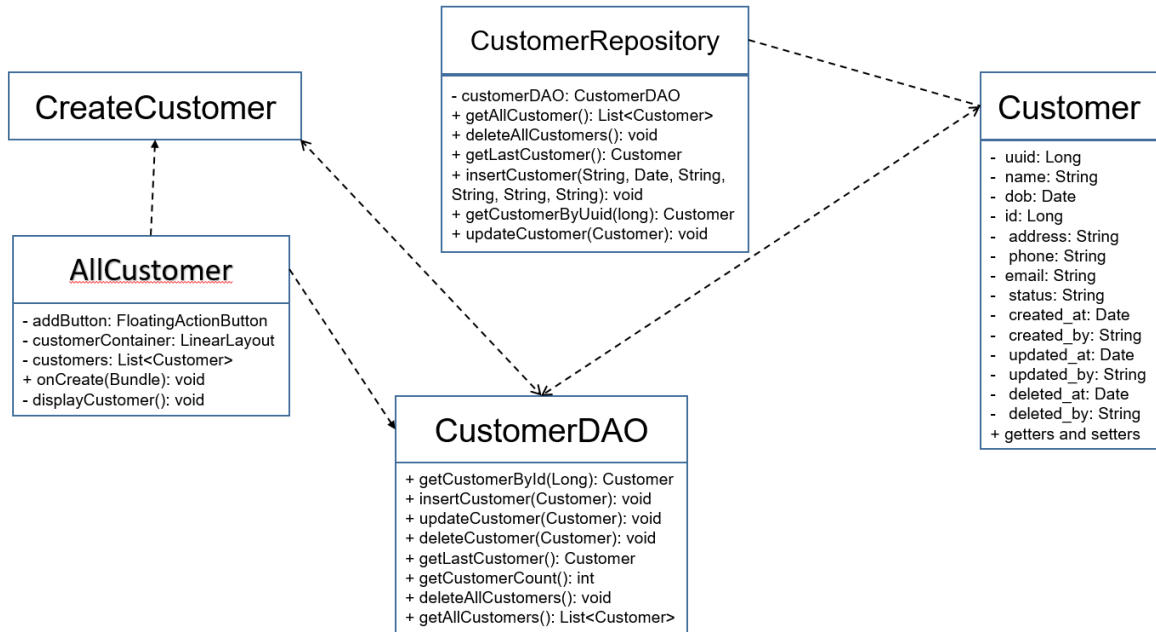 CustomerRepository
- customerDAO: CustomerDAO
+ getAllCustomer(): List<Customer>
+ deleteAllCustomers(): void
+ getLastCustomer(): Customer
+ insertCustomer(String, Date, String,
String, String, String): void
+ getCustomerByUuid(long): Customer
+ updateCustomer(Customer): void
CreateCustomer
Customer
- uuid: Long
- name: String
- dob: Date
- id: Long
- address: String
- phone: String
- email: String
- status: String
- created_at: Date
- created_by: String
- updated_at: Date
- updated_by: String
- deleted_at: Date
- deleted_by: String
+ getters and setters
AllCustomer
- addButton: FloatingActionButton
- customerContainer: LinearLayout
- customers: List<Customer>
+ onCreate(Bundle): void
- displayCustomer(): void
CustomerDAO
+ getCustomerById(Long): Customer
+ insertCustomer(Customer): void
+ updateCustomer(Customer): void
+ deleteCustomer(Customer): void
+ getLastCustomer(): Customer
+ getCustomerCount(): int
+ deleteAllCustomers(): void
+ getAllCustomers(): List<Customer>